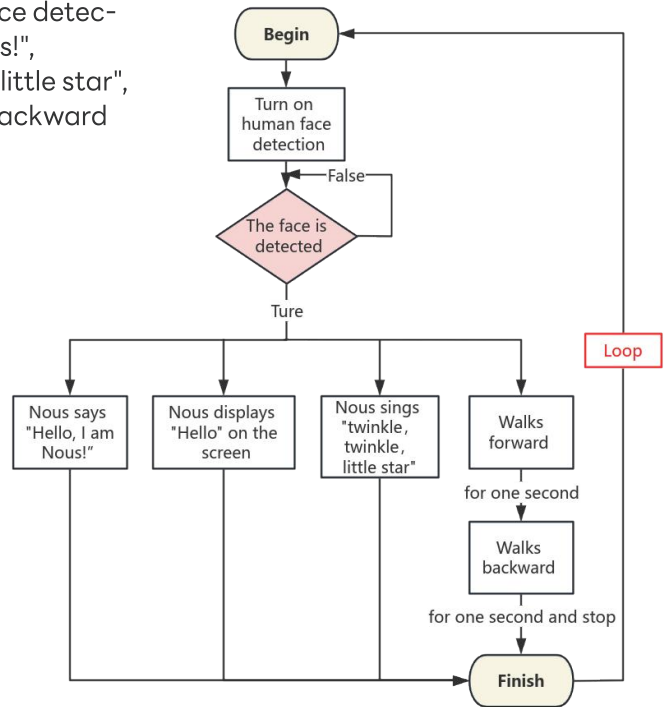 ce detec-
s!",
little star",
ackward
Begin
Turn on
human face
detection
False
The face is
detected
Ture
Loop
Nous says
"Hello, I am
Nous!”
Nous displays
"Hello" on the
screen
Nous sings
"twinkle,
twinkle,
little star"
Walks
forward
for one second
Walks
backward
for one second and stop
Finish